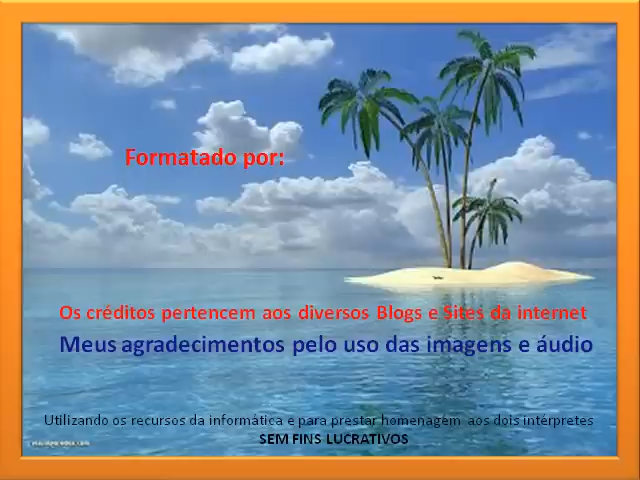 Formatado por:
Os créditos pertencem aos diversos Blogs e Sites da internet
Meus agradecimentos pelo uso das imagens e áudio
Utilizando os recursos da informática e para prestar homenagem aos dois intérpretes
SEM FINS LUCRATIVOS